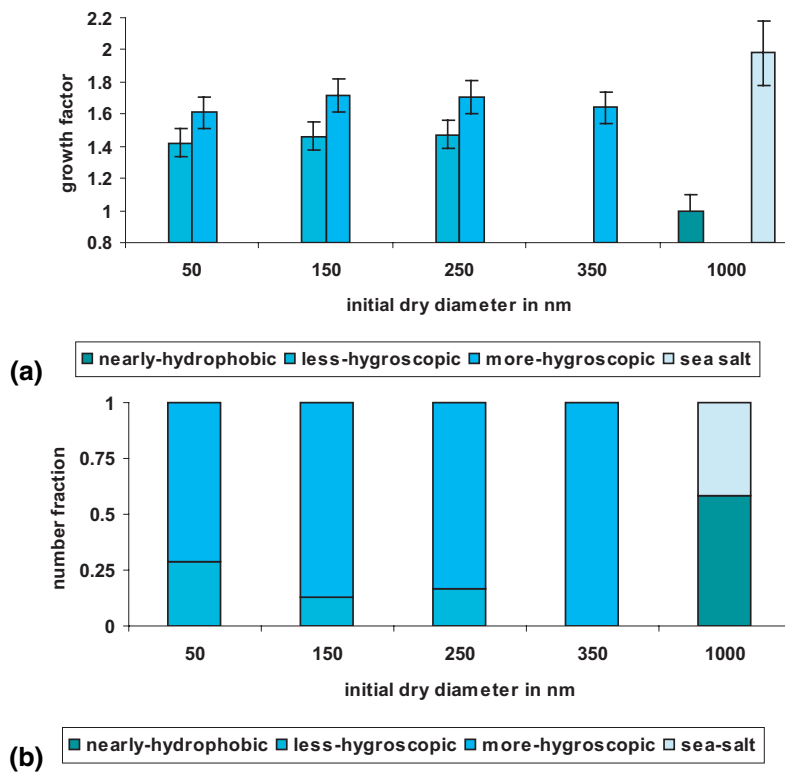 2.2
2
1.8
1.6
1.4
1.2
1
0.8
growth factor
50 150 250 350 1000
initial dry diameter in nm
(a)
nearly-hydrophobic less-hygroscopic more-hygroscopic sea salt
1
0.75
0.5
0.25
0
number fraction
50 150 250 350 1000
initial dry diameter in nm
(b)
nearly-hydrophobic less-hygroscopic more-hygroscopic sea-salt